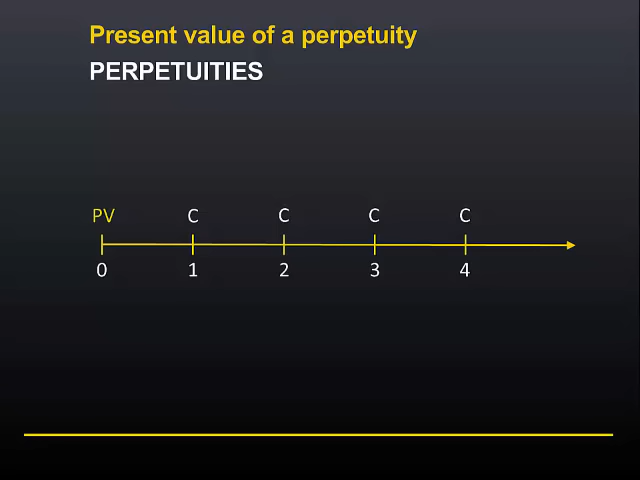 Present value of a perpetuity
PERPETUITIES
PV C C C C
0 1 2 3 4